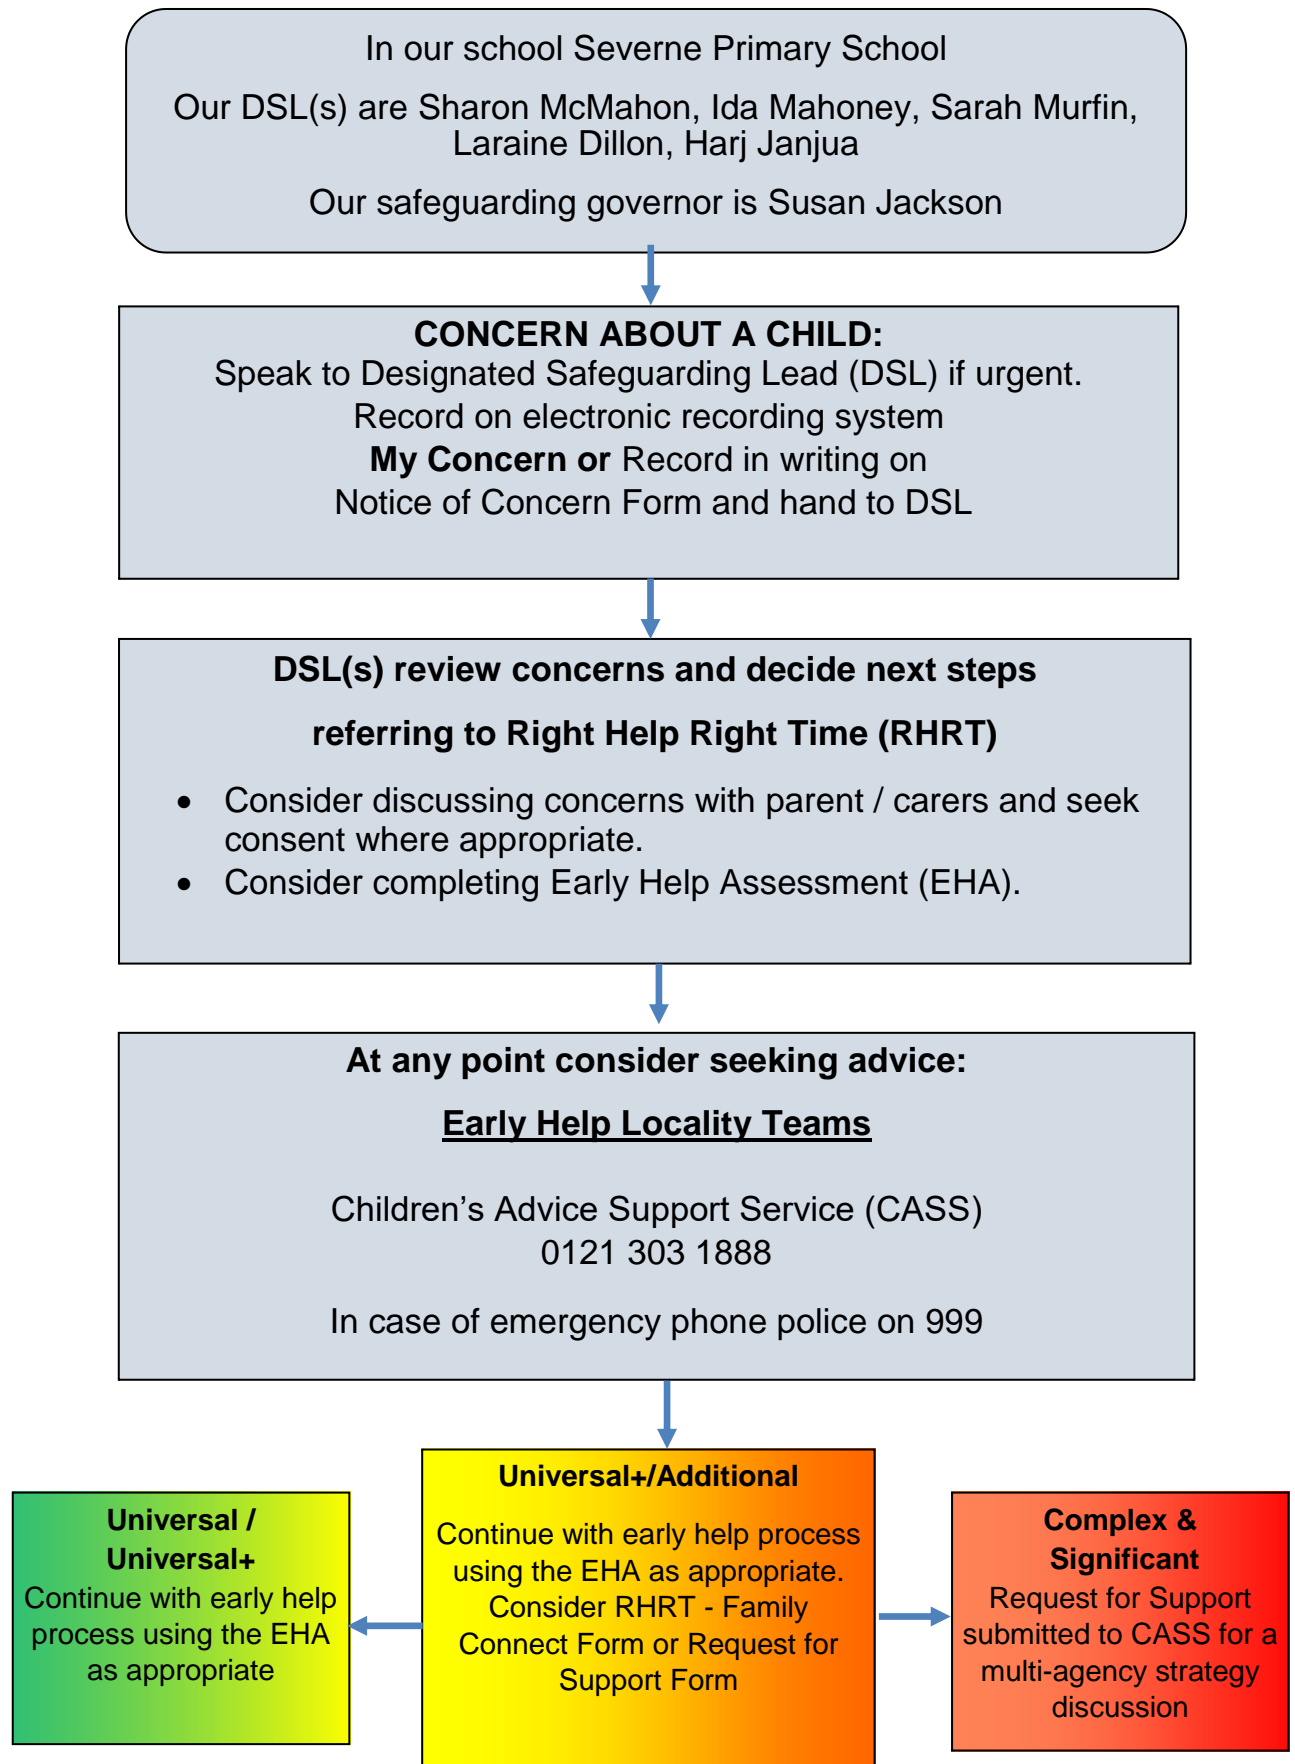 In our school Severne Primary School
Our DSL(s) are Sharon McMahon, Ida Mahoney, Sarah Murfin,
Laraine Dillon, Harj Janjua
Our safeguarding governor is Susan Jackson
CONCERN ABOUT A CHILD:
Speak to Designated Safeguarding Lead (DSL) if urgent.
Record on electronic recording system
My Concern or Record in writing on
Notice of Concern Form and hand to DSL
DSL(s) review concerns and decide next steps
referring to Right Help Right Time (RHRT)
• Consider discussing concerns with parent / carers and seek
consent where appropriate.
• Consider completing Early Help Assessment (EHA).
At any point consider seeking advice:
Early Help Locality Teams
Children’s Advice Support Service (CASS)
0121 303 1888
In case of emergency phone police on 999
Universal /
Universal+
Continue with early help
process using the EHA
as appropriate
Universal+/Additional
Continue with early help process
using the EHA as appropriate.
Consider RHRT - Family
Connect Form or Request for
Support Form
Complex &
Significant
Request for Support
submitted to CASS for a
multi-agency strategy
discussion